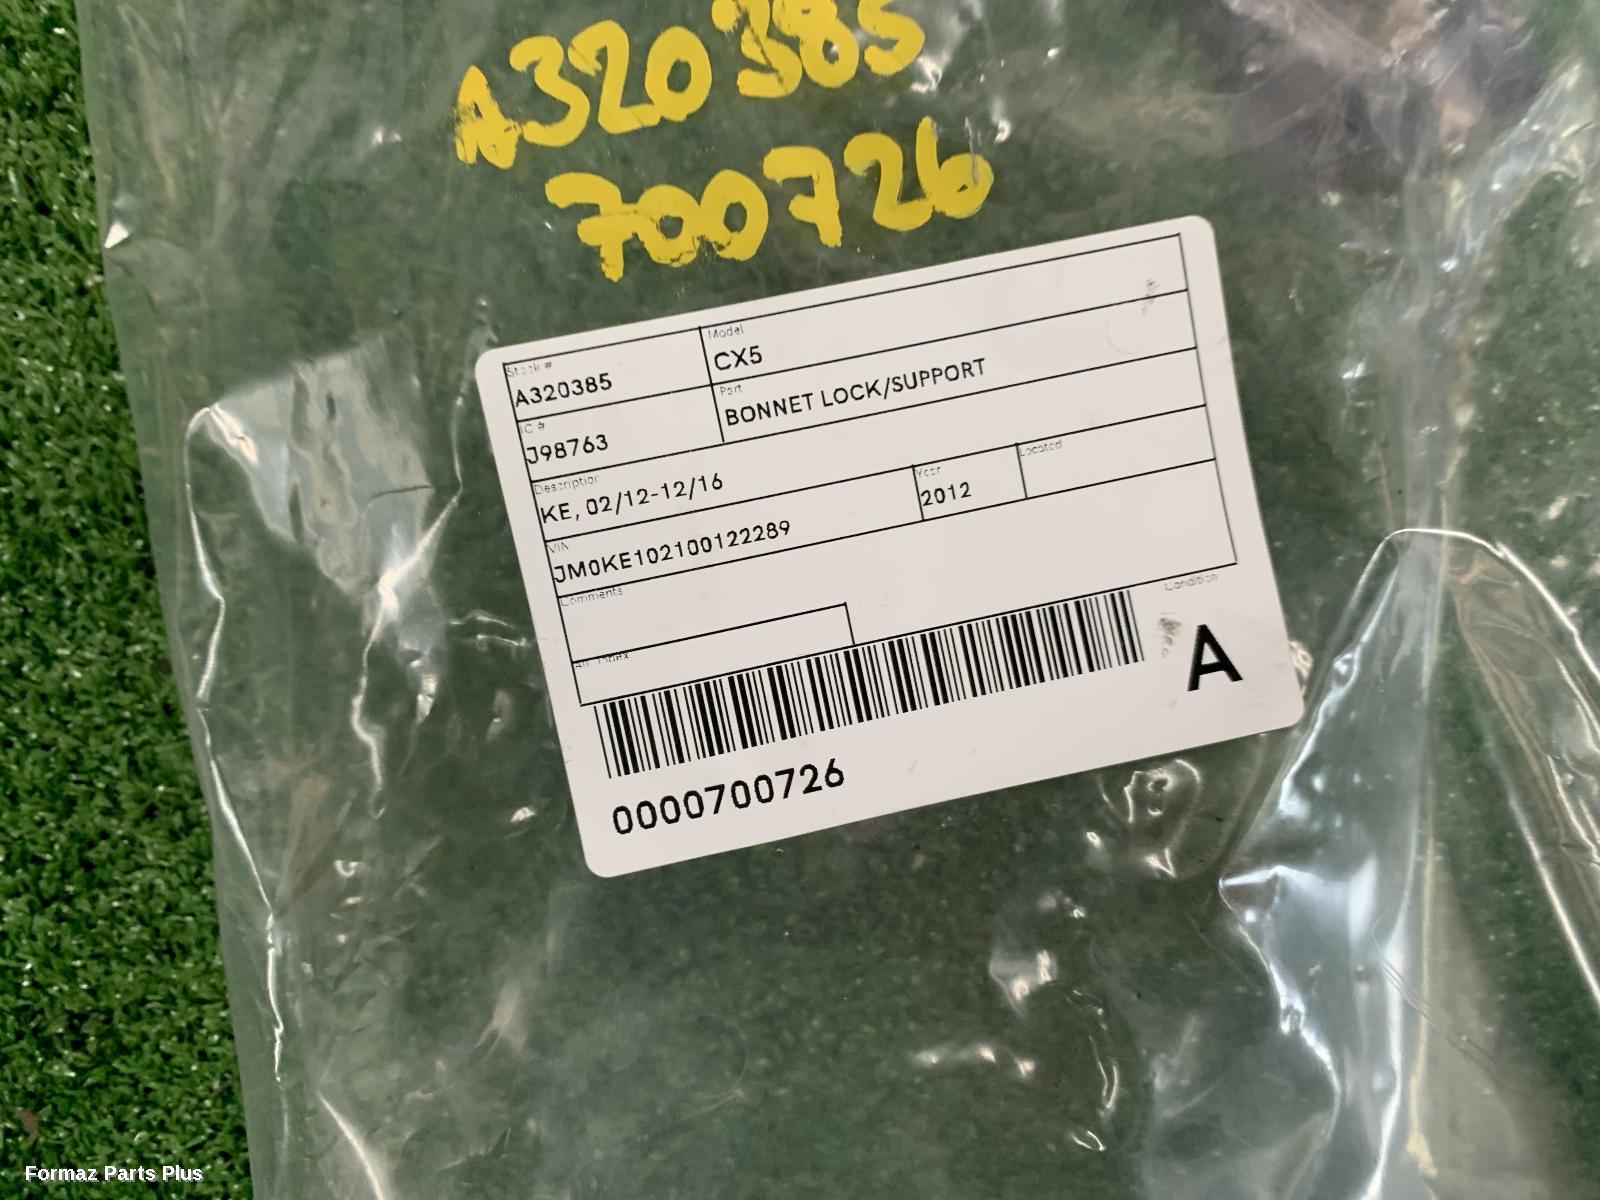 A320385
700726
Stock #
A320385
Model
CX5
IC #
J98763
Part
BONNET LOCK/SUPPORT
Description
KE, 02/12-12/16
Year
2012
Located
VIN
JM0KE102100122289
Comments
Condition
A
0000700726
Formaz Parts Plus